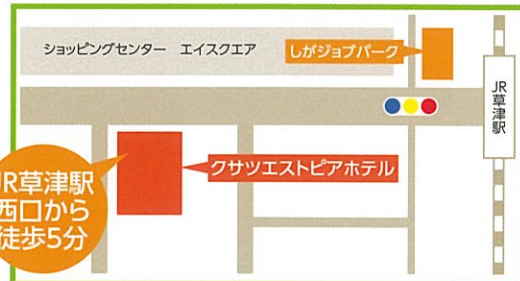 ショッピングセンター エイスクエア
しがジョブパーク
JR草津駅
クサツエストピアホテル
JR草津駅
西口から
徒歩5分